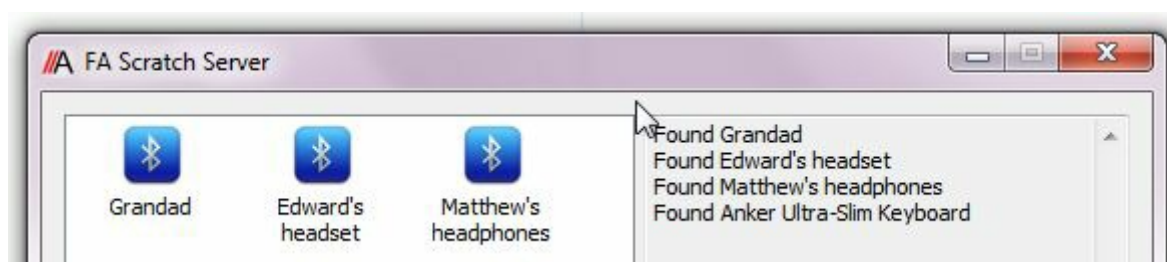 FA Scratch Server
Grandad
Edward's
headset
Matthew's
headphones
Found Grandad
Found Edward's headset
Found Matthew's headphones
Found Anker Ultra-Slim Keyboard